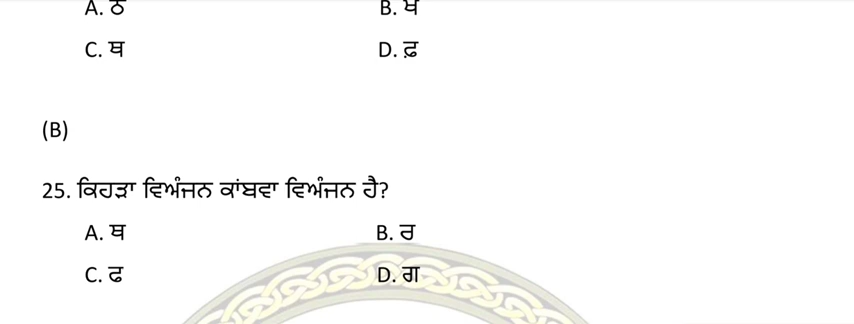 A. ਠ B. ਖ
C. ਥ D. ਫ਼
(B)
25. ਕਿਹੜਾ ਵਿਅੰਜਨ ਕਾਂਬਵਾ ਵਿਅੰਜਨ ਹੈ?
A. ਥ B. ਰ
C. ਫ D. ਗ